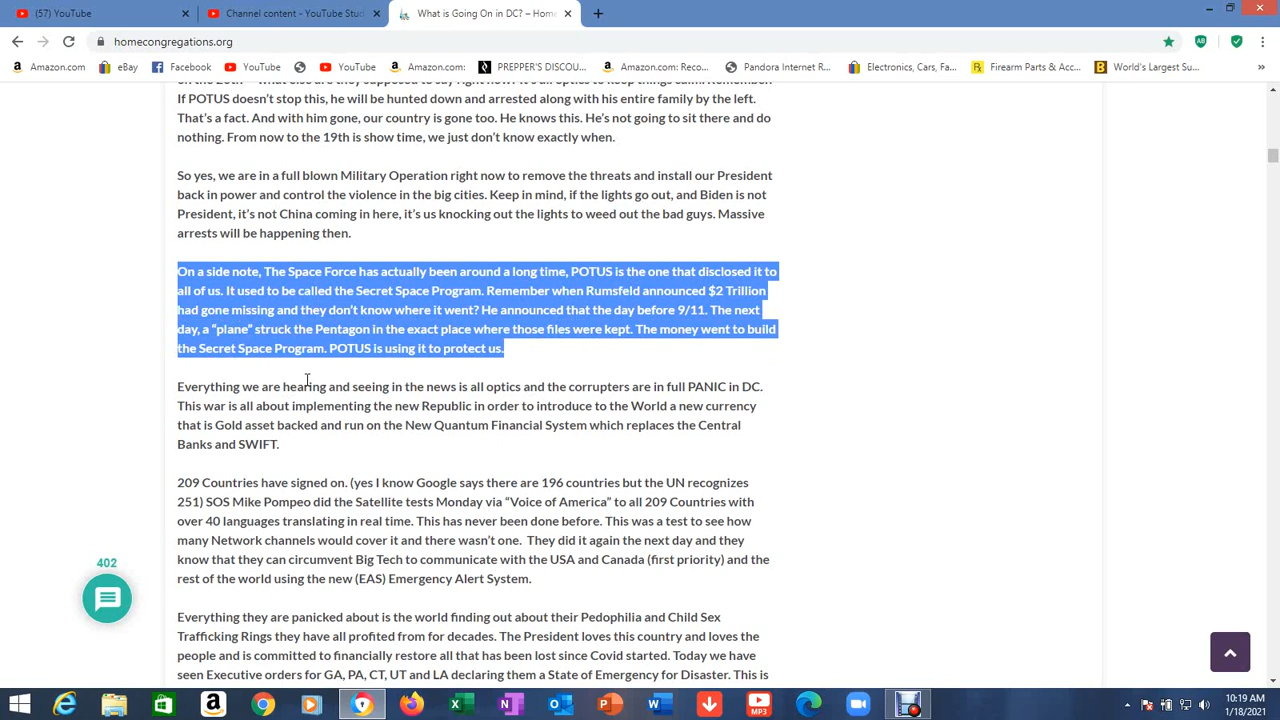 (57) YouTube
Channel content - YouTube Stud
What is Going On in DC? – Hom
homecongregations.org
Amazon.com
eBay
Facebook
YouTube
YouTube
Amazon.com:
PREPPER'S DISCOU...
Amazon.com: Reco...
Pandora Internet R...
Electronics, Cars, Fa...
Firearm Parts & Acc...
World's Largest Su...
If POTUS doesn't stop this, he will be hunted down and arrested along with his entire family by the left.
That's a fact. And with him gone, our country is gone too. He knows this. He's not going to sit there and do
nothing. From now to the 19th is show time, we just don't know exactly when.
So yes, we are in a full blown Military Operation right now to remove the threats and install our President
back in power and control the violence in the big cities. Keep in mind, if the lights go out, and Biden is not
President, it's not China coming in here, it's us knocking out the lights to weed out the bad guys. Massive
arrests will be happening then.
On a side note, The Space Force has actually been around a long time, POTUS is the one that disclosed it to
all of us. It used to be called the Secret Space Program. Remember when Rumsfeld announced $2 Trillion
had gone missing and they don't know where it went? He announced that the day before 9/11. The next
day, a “plane” struck the Pentagon in the exact place where those files were kept. The money went to build
the Secret Space Program. POTUS is using it to protect us.
Everything we are hearing and seeing in the news is all optics and the corrupters are in full PANIC in DC.
This war is all about implementing the new Republic in order to introduce to the World a new currency
that is Gold asset backed and run on the New Quantum Financial System which replaces the Central
Banks and SWIFT.
209 Countries have signed on. (yes I know Google says there are 196 countries but the UN recognizes
251) SOS Mike Pompeo did the Satellite tests Monday via “Voice of America” to all 209 Countries with
over 40 languages translating in real time. This has never been done before. This was a test to see how
many Network channels would cover it and there wasn't one. They did it again the next day and they
know that they can circumvent Big Tech to communicate with the USA and Canada (first priority) and the
rest of the world using the new (EAS) Emergency Alert System.
402
Everything they are panicked about is the world finding out about their Pedophilia and Child Sex
Trafficking Rings they have all profited from for decades. The President loves this country and loves the
people and is committed to financially restore all that has been lost since Covid started. Today we have
seen Executive orders for GA, PA, CT, UT and LA declaring them a State of Emergency for Disaster. This is
10:19 AM
1/18/2021